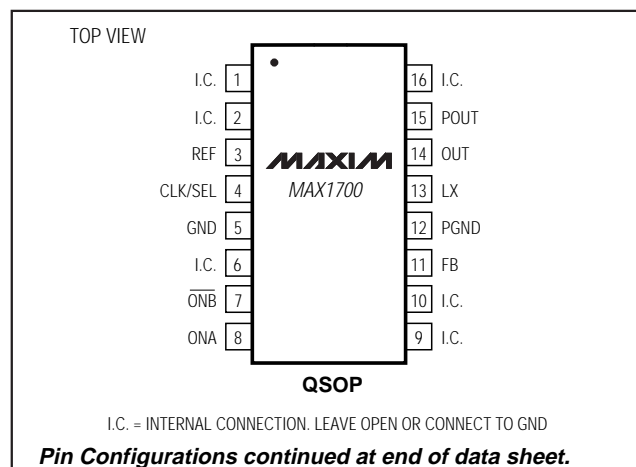 TOP VIEW
I.C. 1
16 I.C.
I.C. 2
15 POUT
REF 3
14 OUT
MAXIM
CLK/SEL 4
MAX1700
13 LX
GND 5
12 PGND
I.C. 6
11 FB
ONB 7
10 I.C.
ONA 8
9 I.C.
QSOP
I.C. = INTERNAL CONNECTION. LEAVE OPEN OR CONNECT TO GND
Pin Configurations continued at end of data sheet.